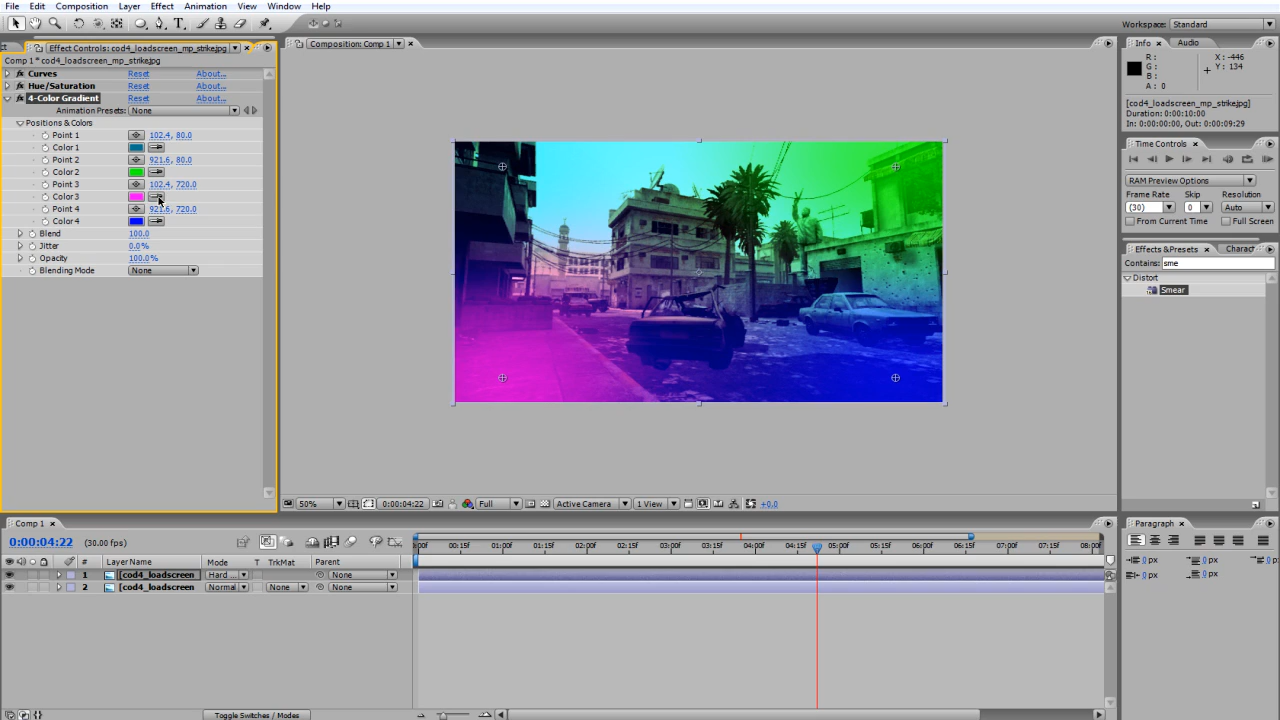 File Edit Composition Layer Effect Animation View Window Help
Workspace: Standard
Effect Controls: cod4_loadscreen_mp_strike.jpg
Comp 1 * cod4_loadscreen_mp_strike.jpg
fx Curves Reset About...
fx Hue/Saturation Reset About...
fx 4-Color Gradient Reset About...
Animation Presets: None
Positions & Colors
Point 1 102.4, 80.0
Color 1
Point 2 921.6, 80.0
Color 2
Point 3 102.4, 720.0
Color 3
Point 4 921.6, 720.0
Color 4
Blend 100.0
Jitter 0.0%
Opacity 100.0%
Blending Mode None
Composition: Comp 1
50% 0:00:04:22 Full Active Camera 1 View +0.0
Info Audio
R: X: -446
G: Y: 134
B:
A: 0
[cod4_loadscreen_mp_strike.jpg]
Duration: 0:00:10:00
In: 0:00:00:00, Out: 0:00:09:29
Time Controls
RAM Preview Options
Frame Rate Skip Resolution
(30) 0 Auto
From Current Time Full Screen
Effects & Presets Charact
Contains: sme
Distort
Smear
Comp 1
0:00:04:22 (30.00 fps)
00f 00:15f 01:00f 01:15f 02:00f 02:15f 03:00f 03:15f 04:00f 04:15f 05:00f 05:15f 06:00f 06:15f 07:00f 07:15f 08:00f
# Layer Name Mode T TrkMat Parent
1 [cod4_loadscreen Hard ... None
2 [cod4_loadscreen Normal None None
Toggle Switches / Modes
Paragraph
0 px 0 px 0 p
0 px 0 px